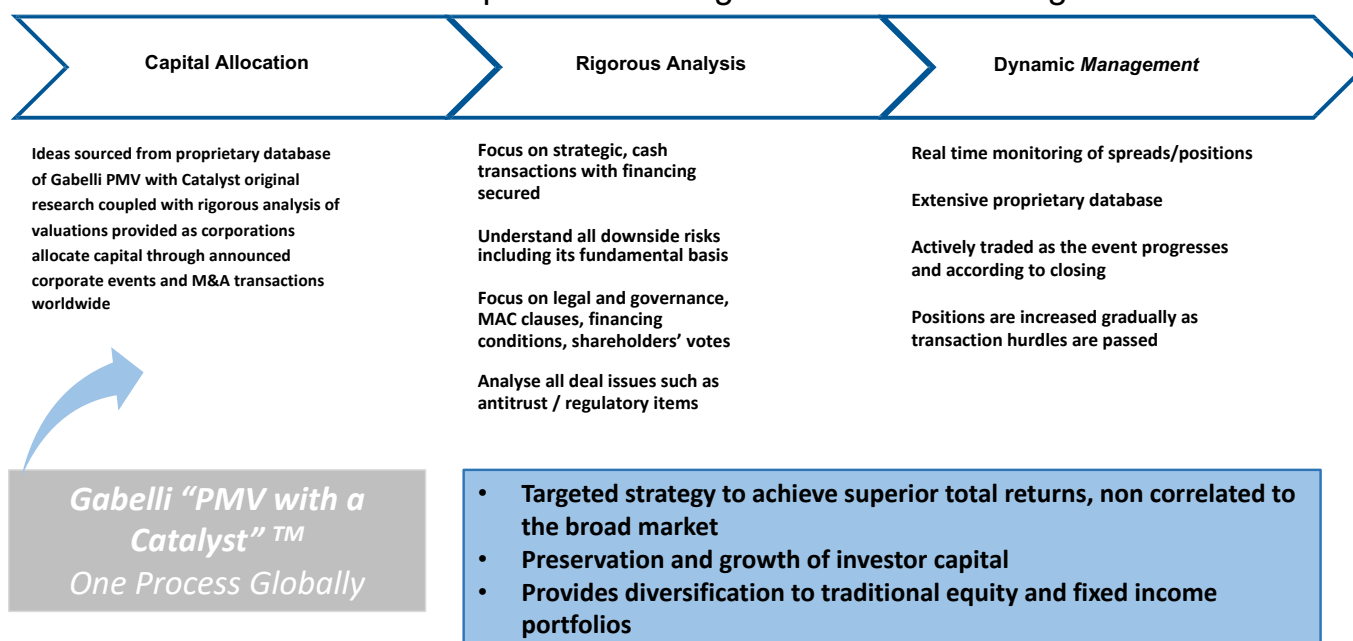 Capital Allocation
Rigorous Analysis
Dynamic Management
Ideas sourced from proprietary database
of Gabelli PMV with Catalyst original
research coupled with rigorous analysis of
valuations provided as corporations
allocate capital through announced
corporate events and M&A transactions
worldwide
Focus on strategic, cash
transactions with financing
secured
Understand all downside risks
including its fundamental basis
Focus on legal and governance,
MAC clauses, financing
conditions, shareholders’ votes
Analyse all deal issues such as
antitrust / regulatory items
Real time monitoring of spreads/positions
Extensive proprietary database
Actively traded as the event progresses
and according to closing
Positions are increased gradually as
transaction hurdles are passed
Gabelli “PMV with a
Catalyst” TM
One Process Globally
• Targeted strategy to achieve superior total returns, non correlated to
the broad market
• Preservation and growth of investor capital
• Provides diversification to traditional equity and fixed income
portfolios